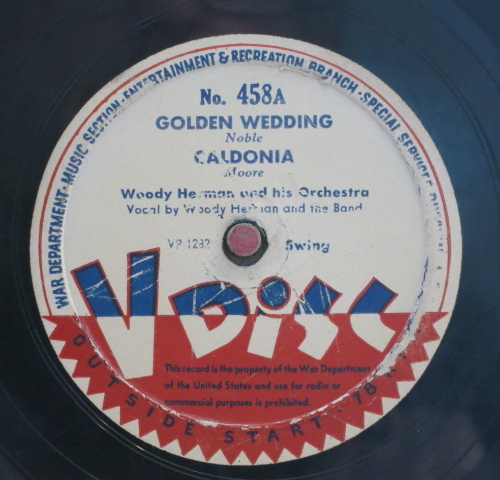 WAR DEPARTMENT·MUSIC SECTION·ENTERTAINMENT & RECREATION BRANCH·SPECIAL SERVICES
No. 458A
GOLDEN WEDDING
Noble
CALDONIA
Moore
Woody Herman and his Orchestra
Vocal by Woody Herman and the Band
VP 1282
Swing
V DISC
This record is the property of the War Department
of the United States and use for radio or
commercial purposes is prohibited.
OUTSIDE START 78